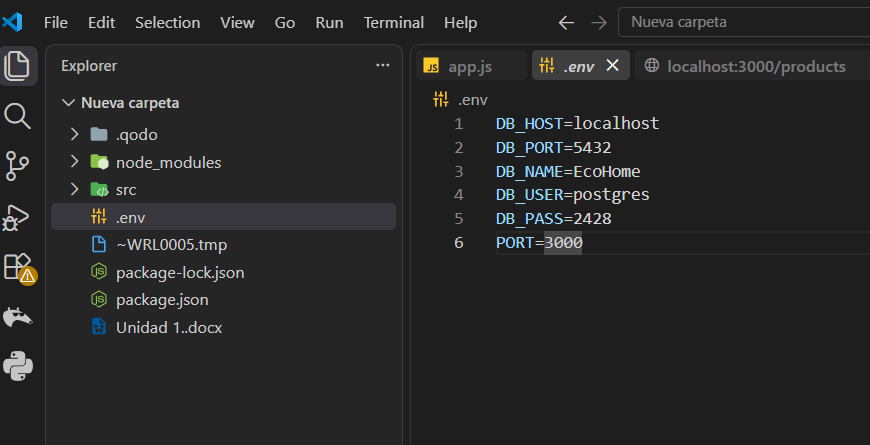 File Edit Selection View Go Run Terminal Help
Nueva carpeta
Explorer
app.js
.env
localhost:3000/products
Nueva carpeta
.qodo
node_modules
src
.env
~WRL0005.tmp
package-lock.json
package.json
Unidad 1..docx
.env
1 DB_HOST=localhost
2 DB_PORT=5432
3 DB_NAME=EcoHome
4 DB_USER=postgres
5 DB_PASS=2428
6 PORT=3000